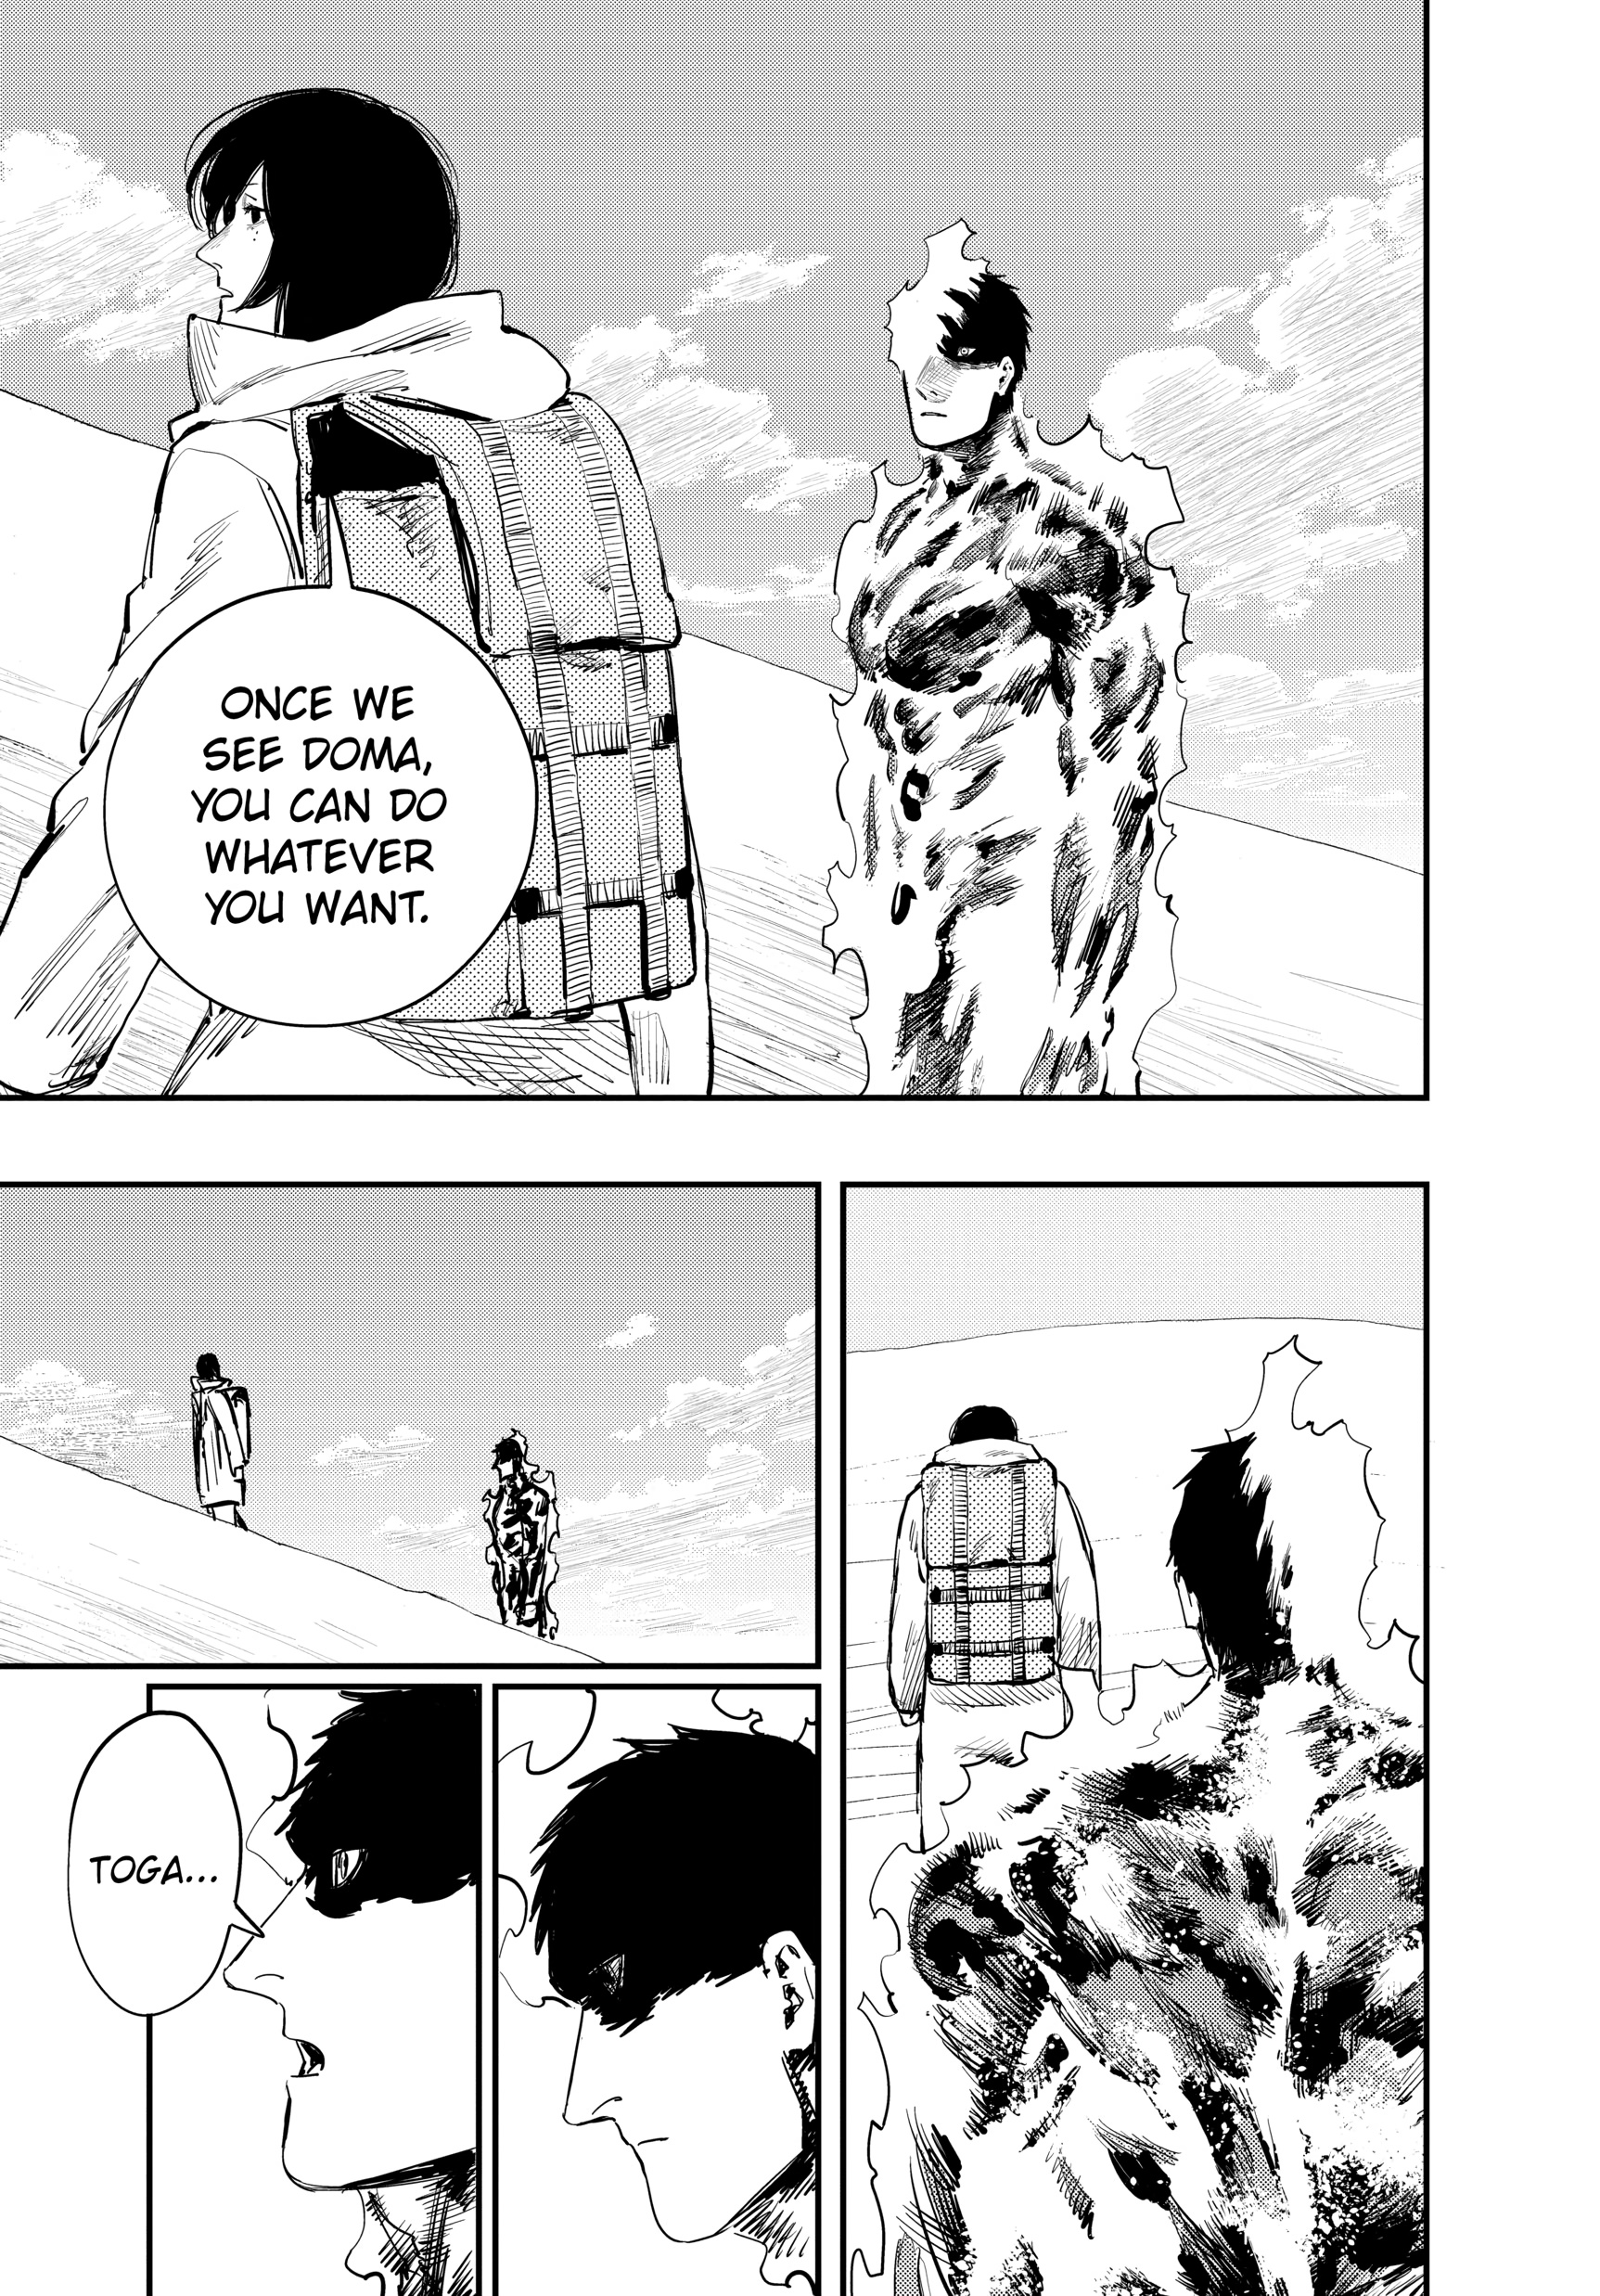 ONCE WE
SEE DOMA,
YOU CAN DO
WHATEVER
YOU WANT.
TOGA...